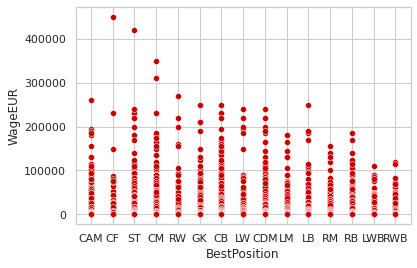 WageEUR
400000
300000
200000
100000
0
CAM CF ST CM RW GK CB LW CDM LM LB RM RB LWB RWB
BestPosition